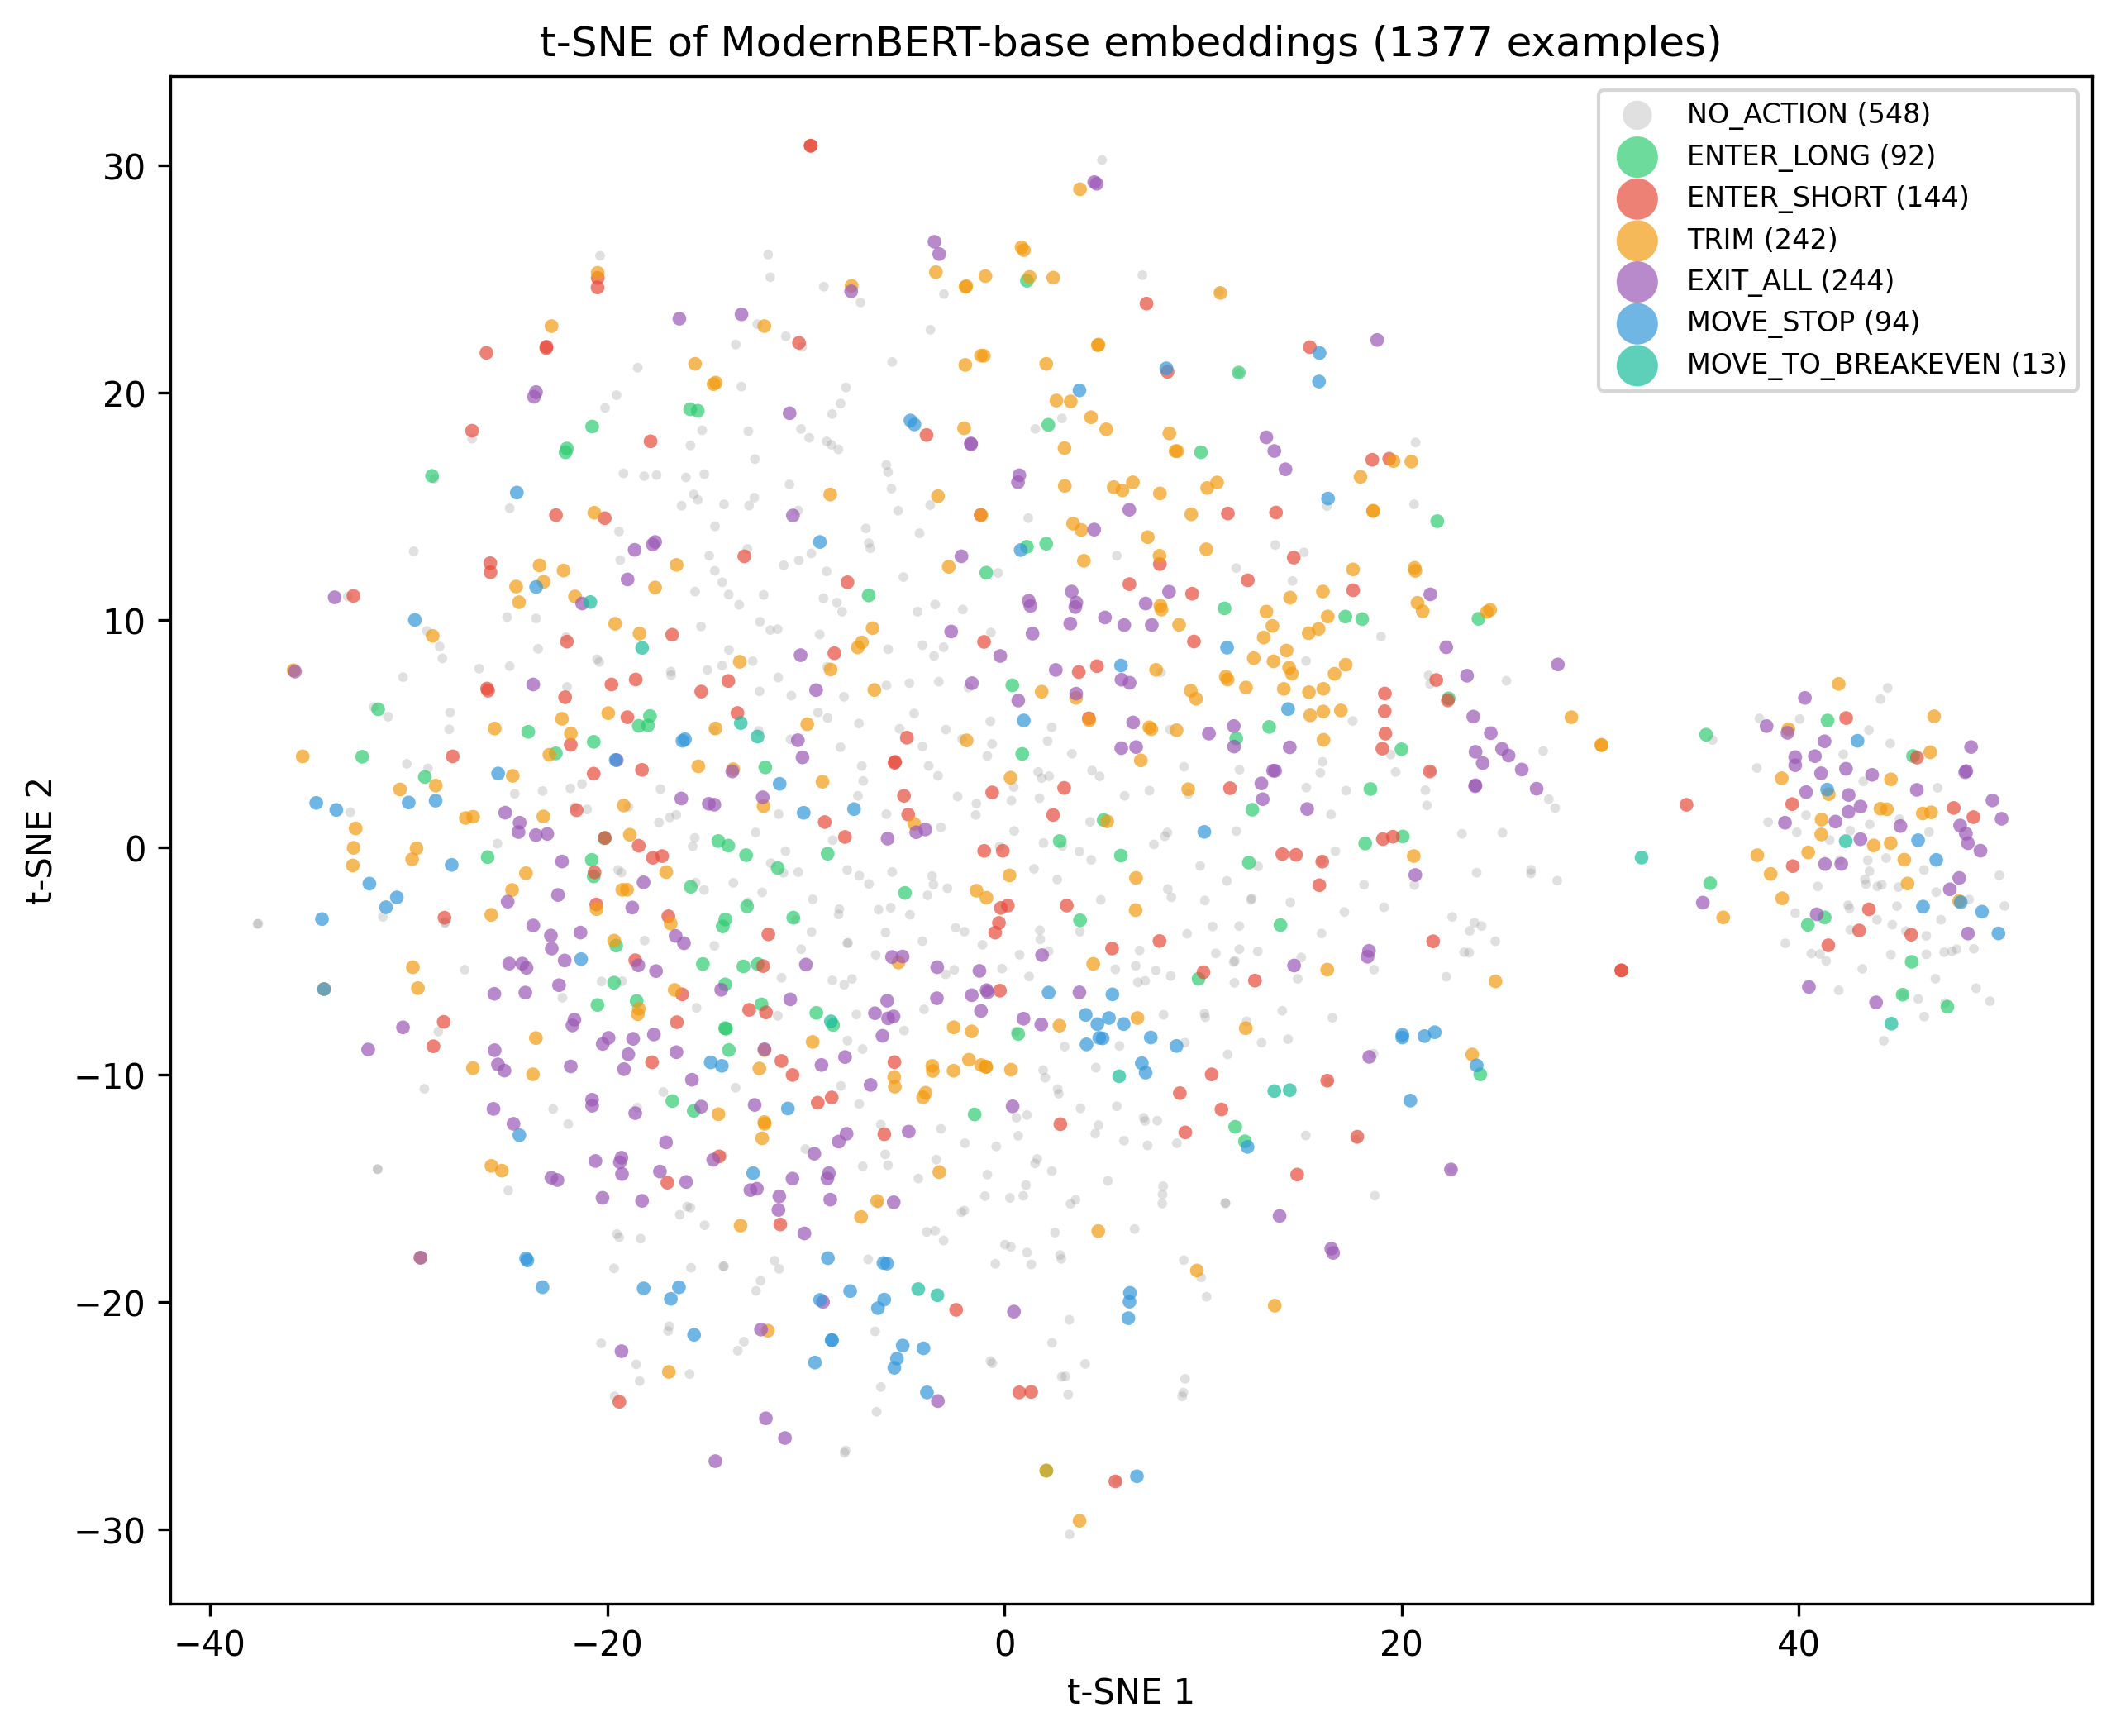 t-SNE of ModernBERT-base embeddings (1377 examples)
NO_ACTION (548)
ENTER_LONG (92)
ENTER_SHORT (144)
TRIM (242)
EXIT_ALL (244)
MOVE_STOP (94)
MOVE_TO_BREAKEVEN (13)
30
20
10
0
−10
−20
−30
t-SNE 2
−40
−20
0
20
40
t-SNE 1